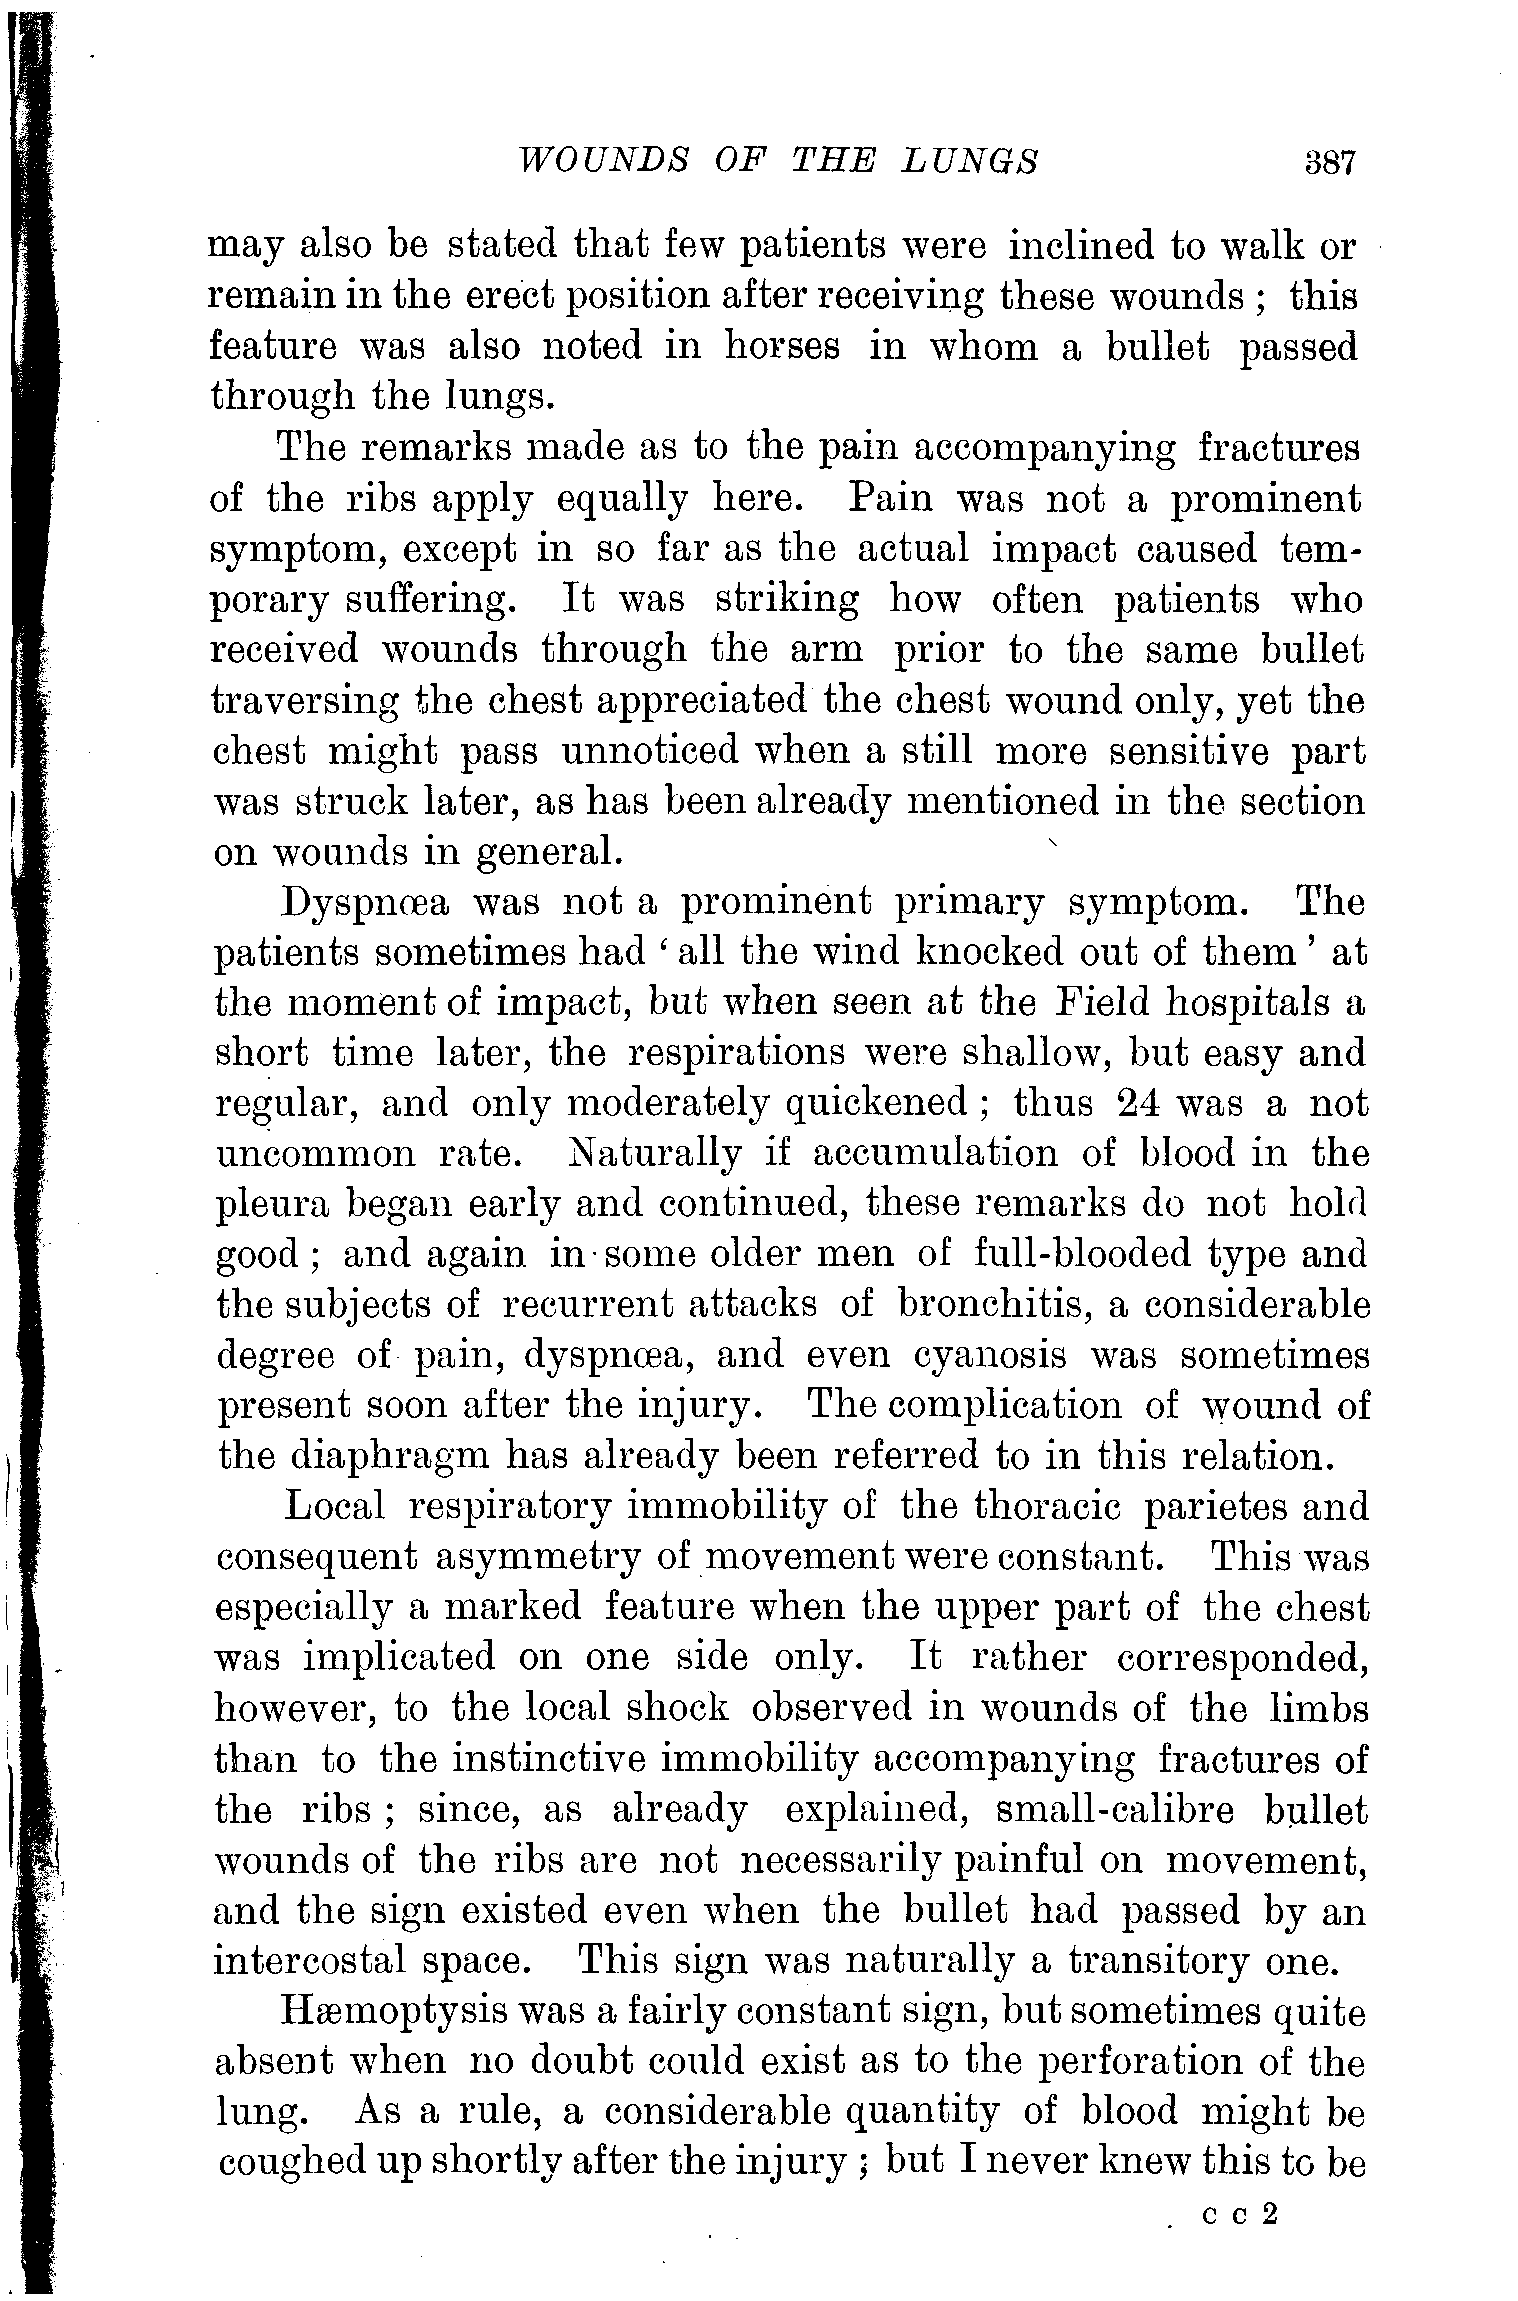 WOUNDS OF THE LUNGS 387
may also be stated that few patients were inclined to walk or
remain in the erect position after receiving these wounds ; this
feature was also noted in horses in whom a bullet passed
through the lungs.
The remarks made as to the pain accompanying fractures
of the ribs apply equally here. Pain was not a prominent
symptom, except in so far as the actual impact caused tem-
porary suffering. It was striking how often patients who
received wounds through the arm prior to the same bullet
traversing the chest appreciated the chest wound only, yet the
chest might pass unnoticed when a still more sensitive part
was struck later, as has been already mentioned in the section
on wounds in general.
Dyspnœa was not a prominent primary symptom. The
patients sometimes had ‘ all the wind knocked out of them ’ at
the moment of impact, but when seen at the Field hospitals a
short time later, the respirations were shallow, but easy and
regular, and only moderately quickened ; thus 24 was a not
uncommon rate. Naturally if accumulation of blood in the
pleura began early and continued, these remarks do not hold
good ; and again in some older men of full-blooded type and
the subjects of recurrent attacks of bronchitis, a considerable
degree of pain, dyspnœa, and even cyanosis was sometimes
present soon after the injury. The complication of wound of
the diaphragm has already been referred to in this relation.
Local respiratory immobility of the thoracic parietes and
consequent asymmetry of movement were constant. This was
especially a marked feature when the upper part of the chest
was implicated on one side only. It rather corresponded,
however, to the local shock observed in wounds of the limbs
than to the instinctive immobility accompanying fractures of
the ribs ; since, as already explained, small-calibre bullet
wounds of the ribs are not necessarily painful on movement,
and the sign existed even when the bullet had passed by an
intercostal space. This sign was naturally a transitory one.
Hæmoptysis was a fairly constant sign, but sometimes quite
absent when no doubt could exist as to the perforation of the
lung. As a rule, a considerable quantity of blood might be
coughed up shortly after the injury ; but I never knew this to be
C C 2